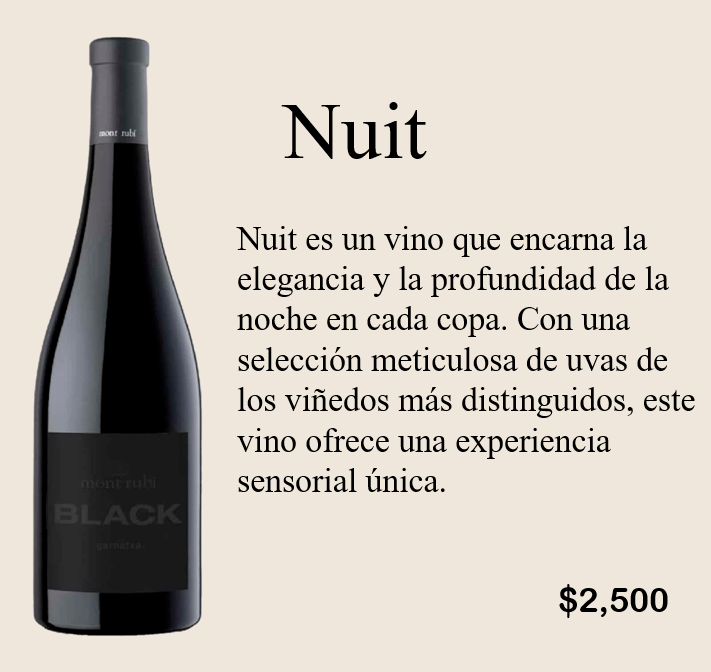 mont rubí
Nuit
Nuit es un vino que encarna la
elegancia y la profundidad de la
noche en cada copa. Con una
selección meticulosa de uvas de
los viñedos más distinguidos, este
vino ofrece una experiencia
sensorial única.
mont rubí
BLACK
garnatxa
$2,500